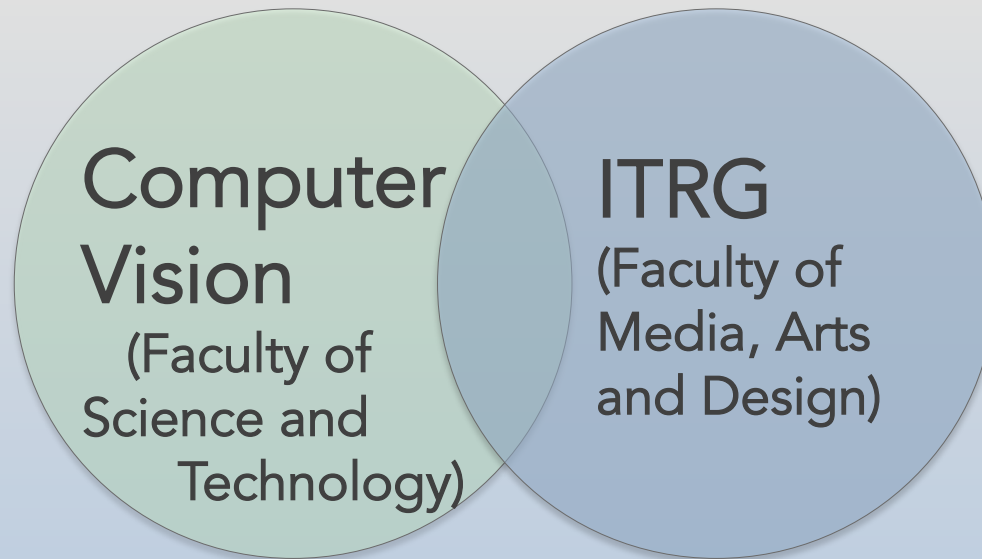 Computer
Vision
(Faculty of
Science and
Technology)
ITRG
(Faculty of
Media, Arts
and Design)